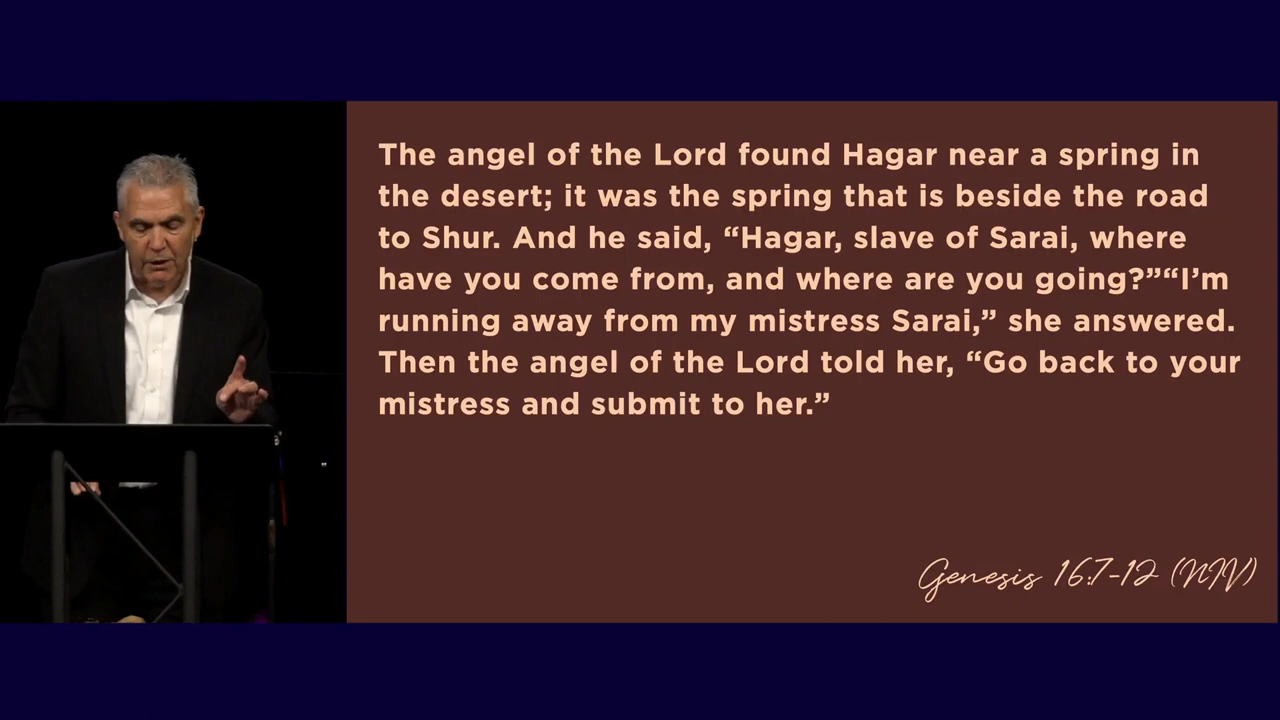 The angel of the Lord found Hagar near a spring in
the desert; it was the spring that is beside the road
to Shur. And he said, “Hagar, slave of Sarai, where
have you come from, and where are you going?”“I’m
running away from my mistress Sarai,” she answered.
Then the angel of the Lord told her, “Go back to your
mistress and submit to her.”
Genesis 16:7-12 (NIV)